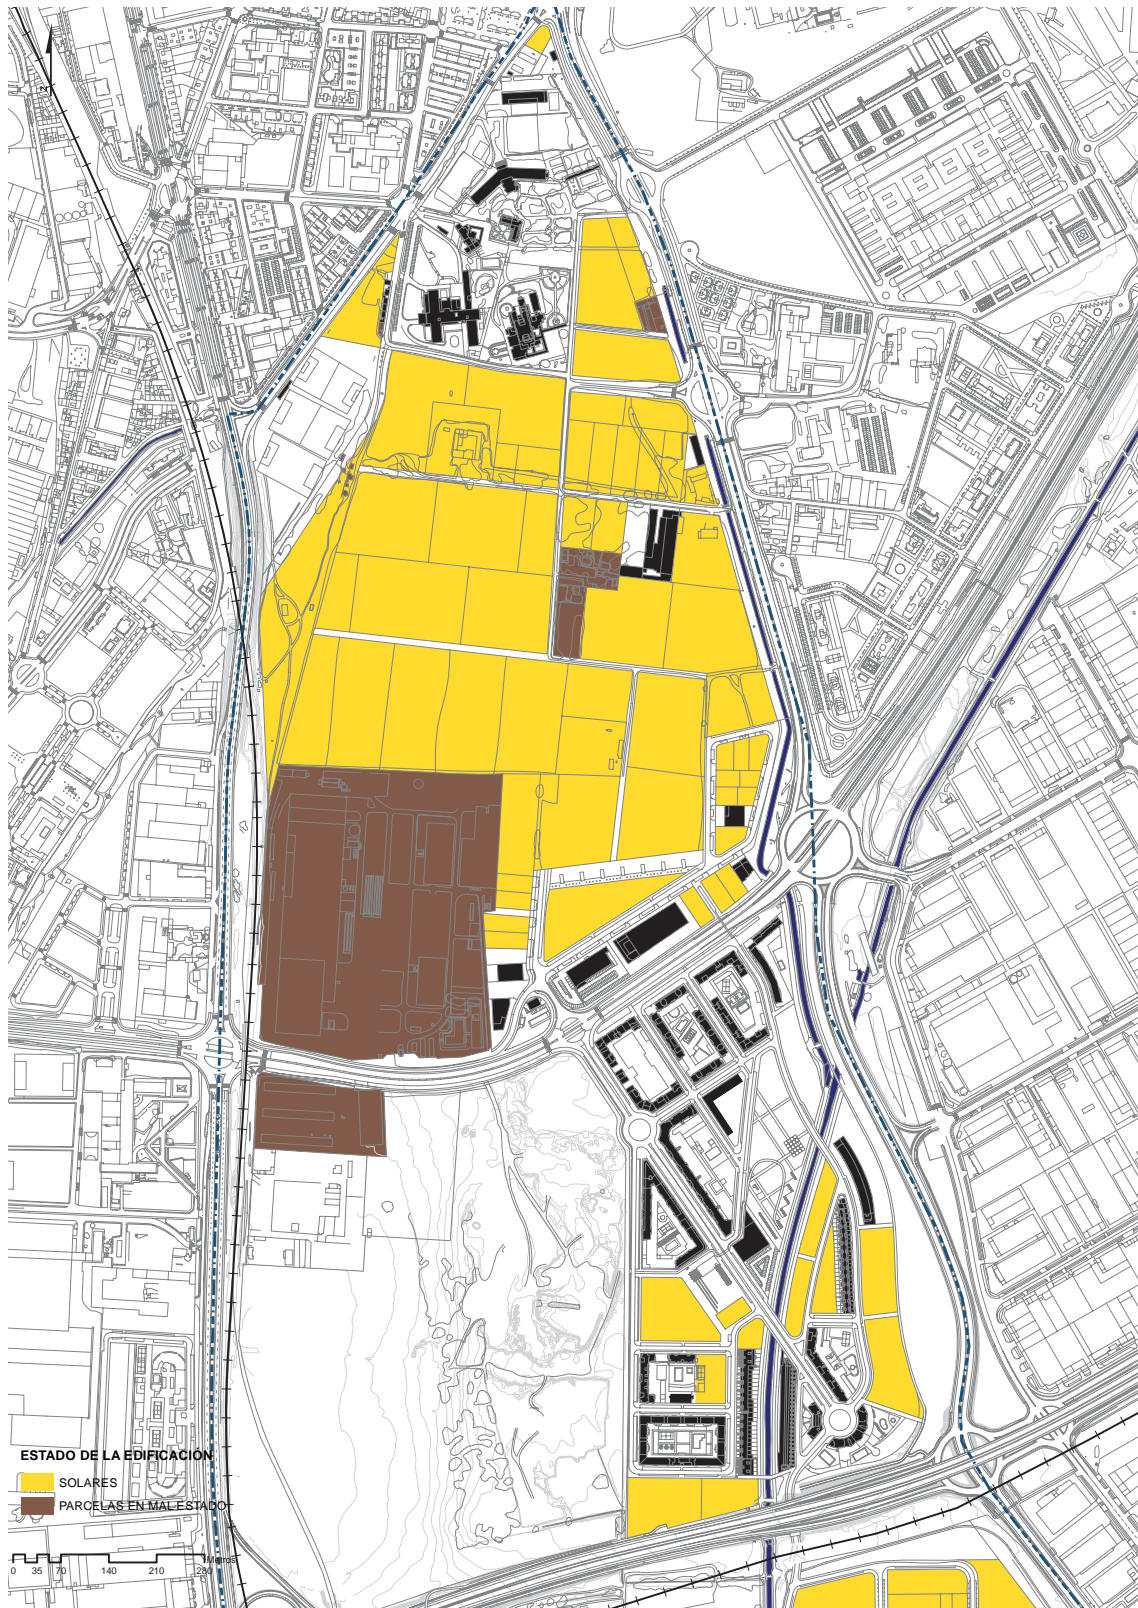 N
ESTADO DE LA EDIFICACIÓN
SOLARES
PARCELAS EN MAL ESTADO
Metros
0 35 70 140 210 280